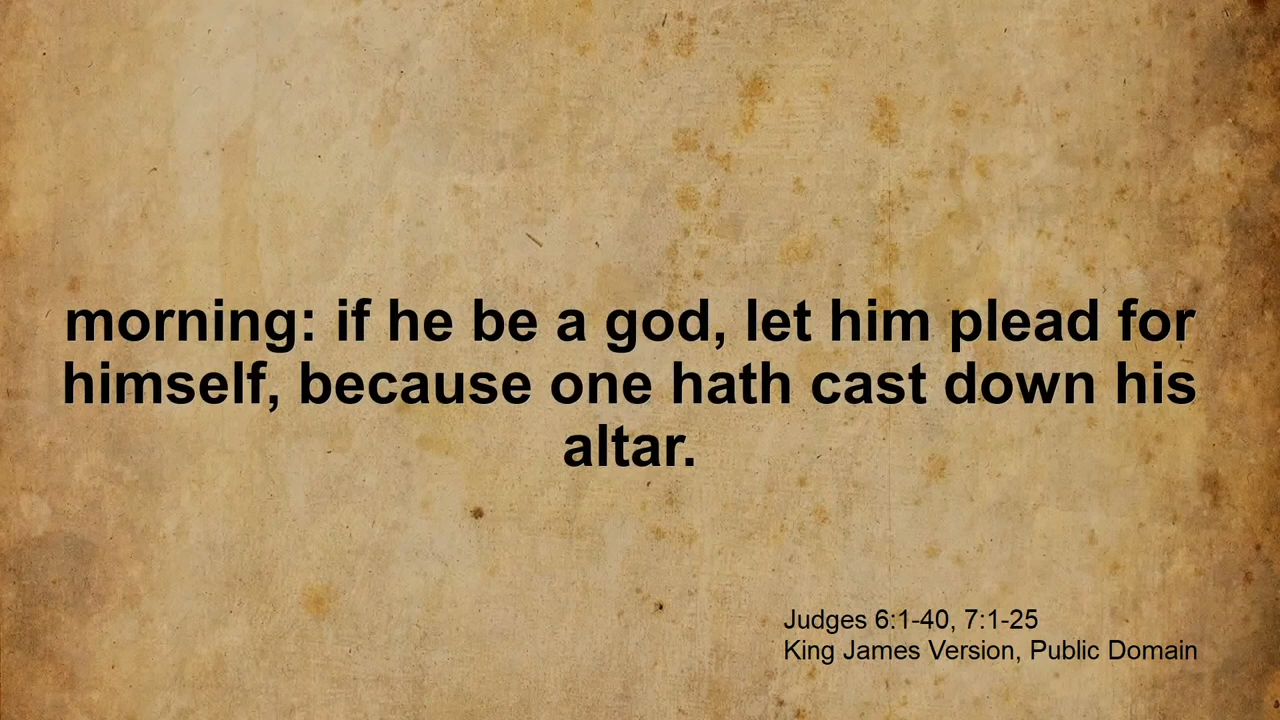 morning: if he be a god, let him plead for
himself, because one hath cast down his
altar.
Judges 6:1-40, 7:1-25
King James Version, Public Domain